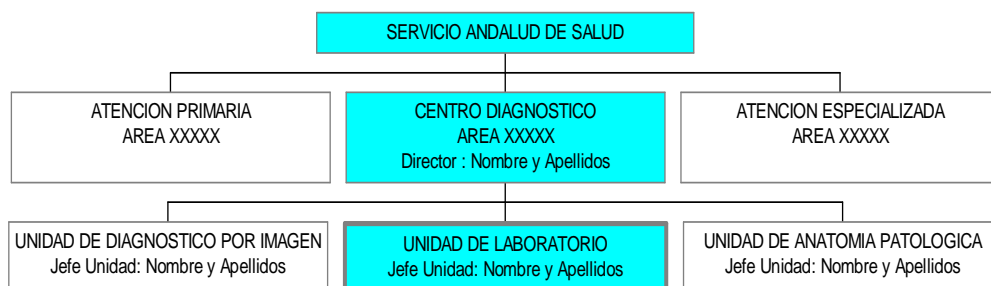 SERVICIO ANDALUD DE SALUD
ATENCION PRIMARIA
AREA XXXXX
CENTRO DIAGNOSTICO
AREA XXXXX
Director : Nombre y Apellidos
ATENCION ESPECIALIZADA
AREA XXXXX
UNIDAD DE DIAGNOSTICO POR IMAGEN
Jefe Unidad: Nombre y Apellidos
UNIDAD DE LABORATORIO
Jefe Unidad: Nombre y Apellidos
UNIDAD DE ANATOMIA PATOLOGICA
Jefe Unidad: Nombre y Apellidos